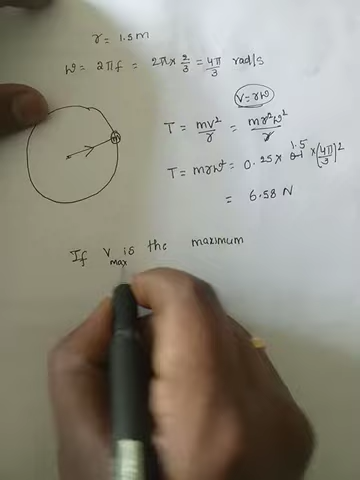 r = 1.5 m
ω = 2πf = 2π × 2/3 = 4π/3 rad/s
V = rω
T = mv²/r = mr²ω²/r
T = mrω² = 0.25 × 1.5 × (4π/3)²
= 6.58 N
If Vmax is the maximum